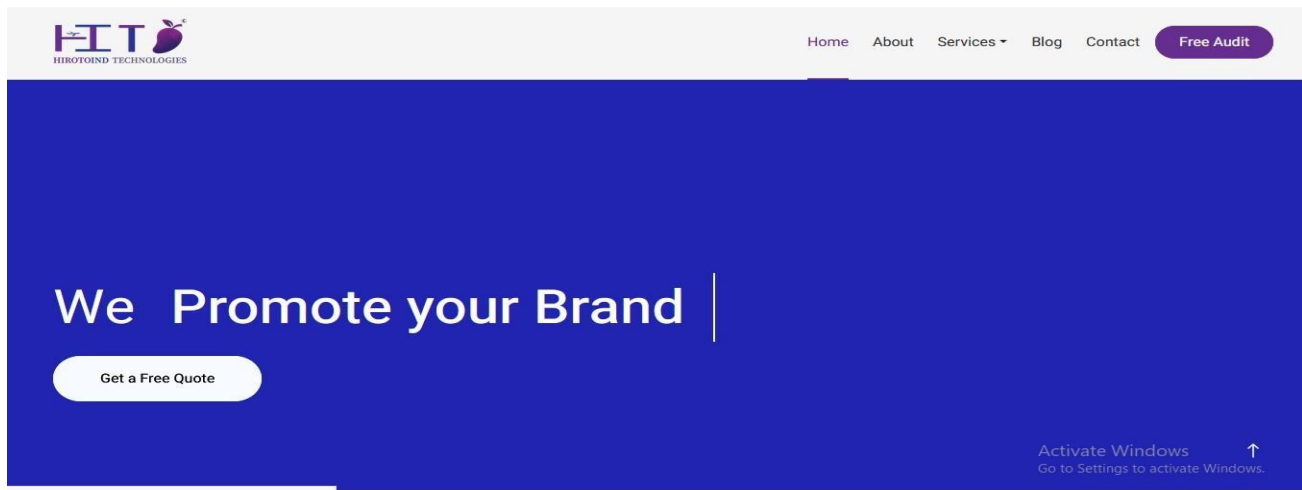 HIT
HIROTOIND TECHNOLOGIES
Home About Services Blog Contact Free Audit
We Promote your Brand
Get a Free Quote
Activate Windows
Go to Settings to activate Windows.